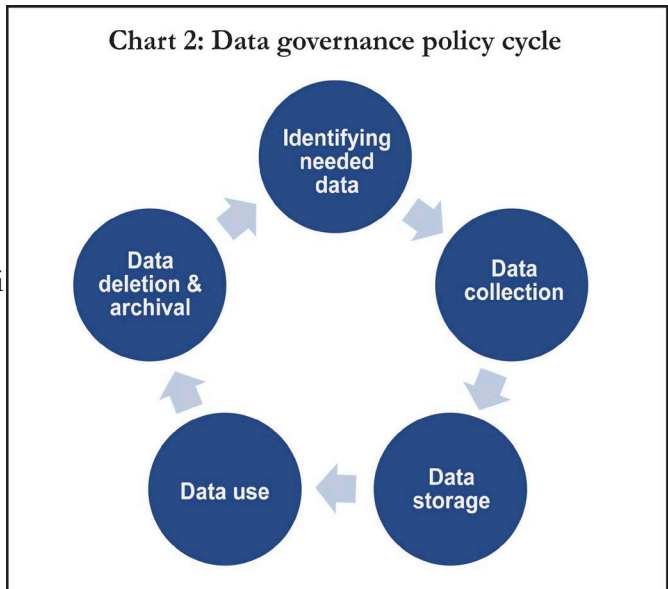 Chart 2: Data governance policy cycle
Identifying
needed
data
Data
collection
Data
storage
Data use
Data
deletion &
archival
i